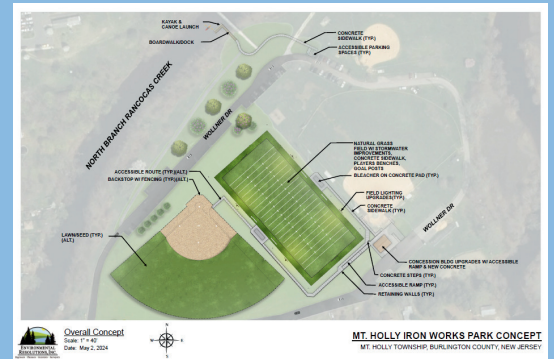 KAYAK &
CANOE LAUNCH
BOARDWALK/DOCK
CONCRETE
SIDEWALK (TYP.)
ACCESSIBLE PARKING
SPACES (TYP.)
NORTH BRANCH RANCOCAS CREEK
WOLLNER DR
NATURAL GRASS
FIELD W/ STORMWATER
IMPROVEMENTS,
CONCRETE SIDEWALK,
PLAYERS BENCHES,
GOAL POSTS
BLEACHER ON CONCRETE PAD (TYP.)
ACCESSIBLE ROUTE (TYP.)(ALT.)
BACKSTOP W/ FENCING (TYP.)(ALT.)
FIELD LIGHTING
UPGRADES(TYP.)
CONCRETE
SIDEWALK (TYP.)
WOLLNER DR
LAWN/SEED (TYP.)
(ALT.)
CONCESSION BLDG UPGRADES W/ ACCESSIBLE
RAMP & NEW CONCRETE
CONCRETE STEPS (TYP.)
ACCESSIBLE RAMP (TYP.)
RETAINING WALLS (TYP.)
ENVIRONMENTAL
RESOLUTIONS, INC.
Overall Concept
Scale: 1" = 40'
Date: May 2, 2024
MT. HOLLY IRON WORKS PARK CONCEPT
MT. HOLLY TOWNSHIP, BURLINGTON COUNTY, NEW JERSEY